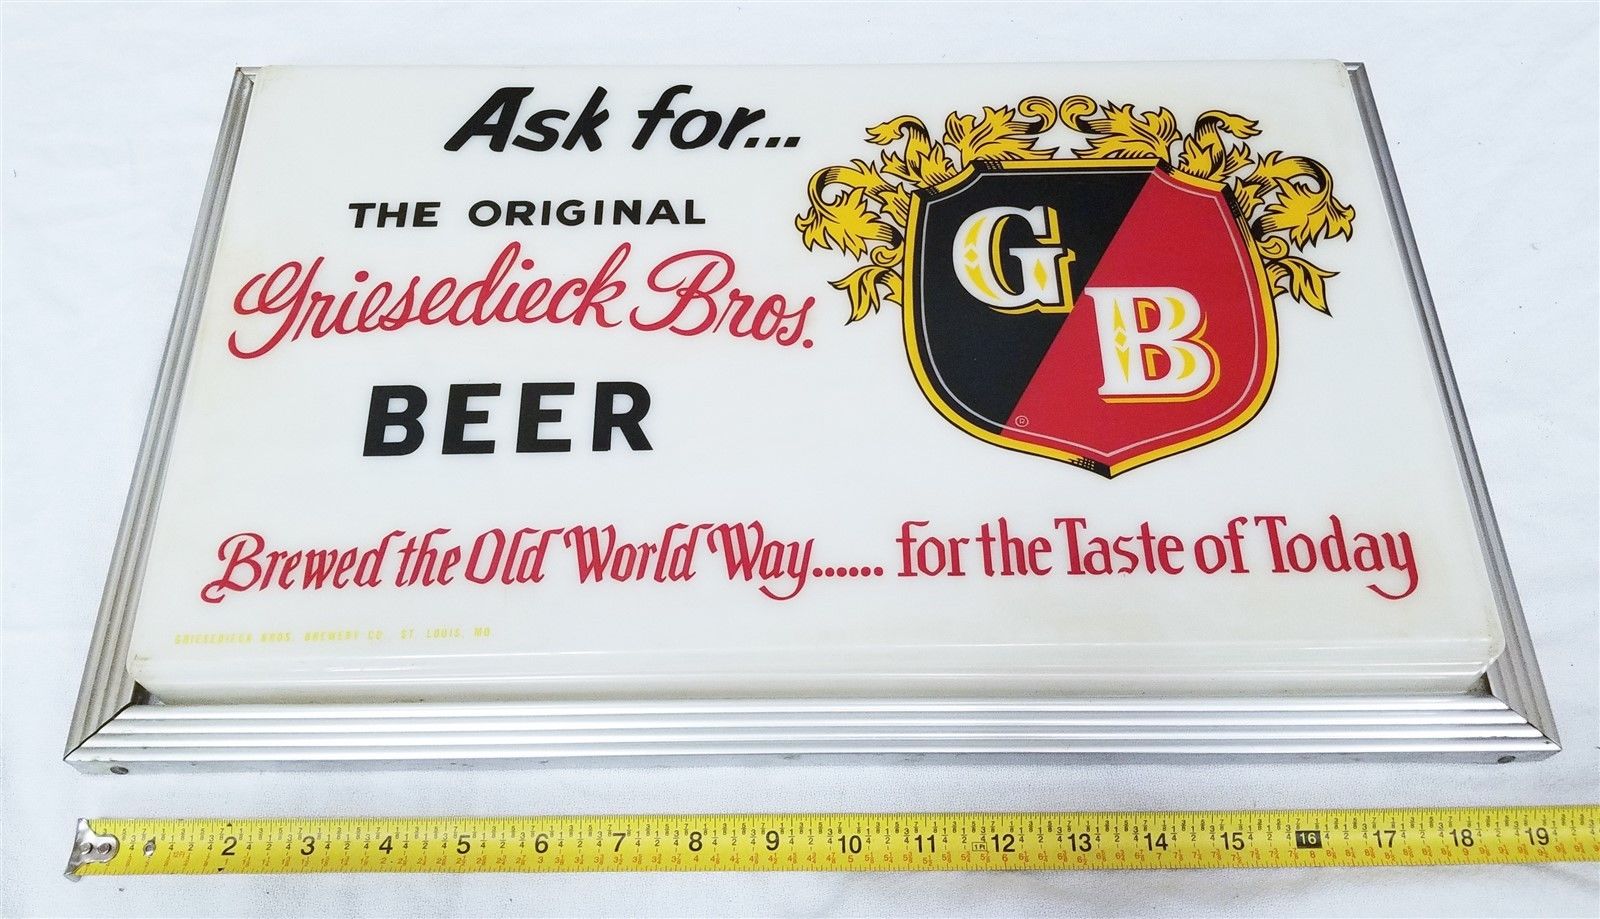 Ask for...
THE ORIGINAL
Griesedieck Bros.
BEER
G
B
®
Brewed the Old World Way...... for the Taste of Today
GRIESEDIECK BROS. BREWERY CO. ST. LOUIS, MO.
2 3 4 5 6 7 8 9 10 11 1F 12 13 14 15 16 17 18 19